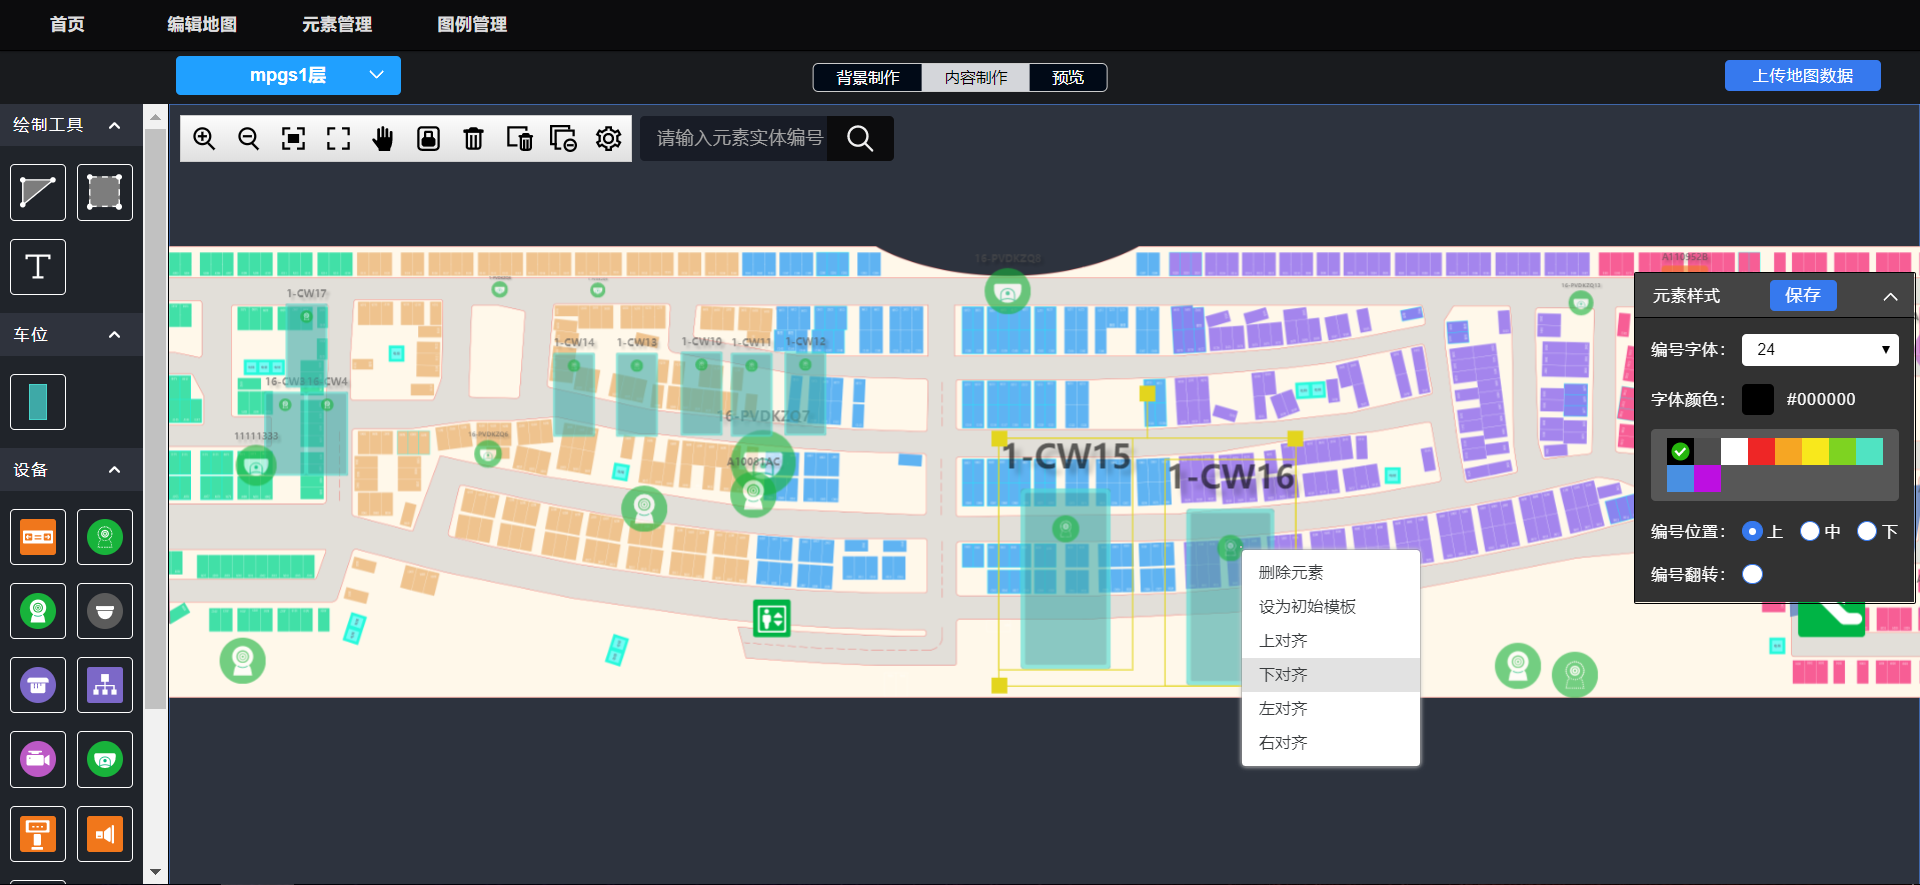 首页 编辑地图 元素管理 图例管理
mpgs1层 背景制作 内容制作 预览 上传地图数据
绘制工具
请输入元素实体编号
车位
设备
16-PVDKZQ8
A110952B
1-CW17
1-CW14 1-CW13 1-CW10 1-CW11 1-CW12
16-CW3 16-CW4
16-PVDKZQ7
11111333
A10081AC
1-CW15
1-CW16
删除元素
设为初始模板
上对齐
下对齐
左对齐
右对齐
元素样式 保存
编号字体： 24
字体颜色： #000000
编号位置： 上 中 下
编号翻转：